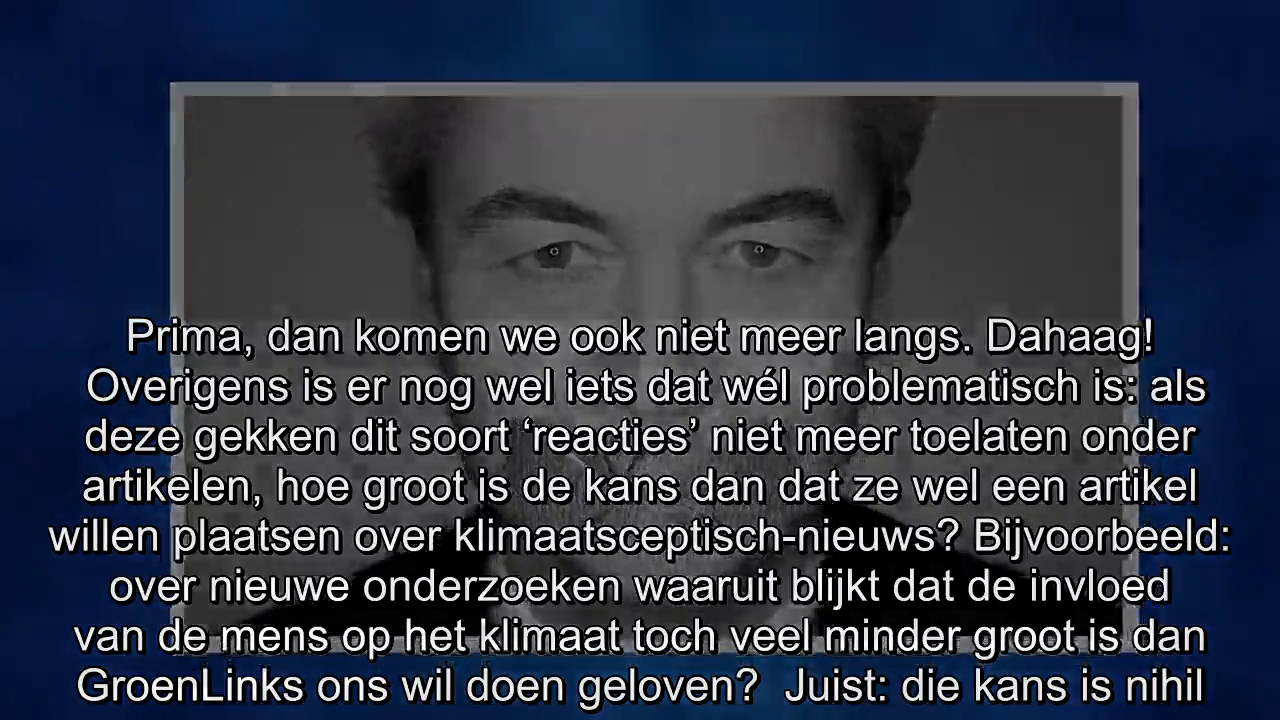 Prima, dan komen we ook niet meer langs. Dahaag!
Overigens is er nog wel iets dat wél problematisch is: als
deze gekken dit soort ‘reacties’ niet meer toelaten onder
artikelen, hoe groot is de kans dan dat ze wel een artikel
willen plaatsen over klimaatsceptisch-nieuws? Bijvoorbeeld:
over nieuwe onderzoeken waaruit blijkt dat de invloed
van de mens op het klimaat toch veel minder groot is dan
GroenLinks ons wil doen geloven?  Juist: die kans is nihil